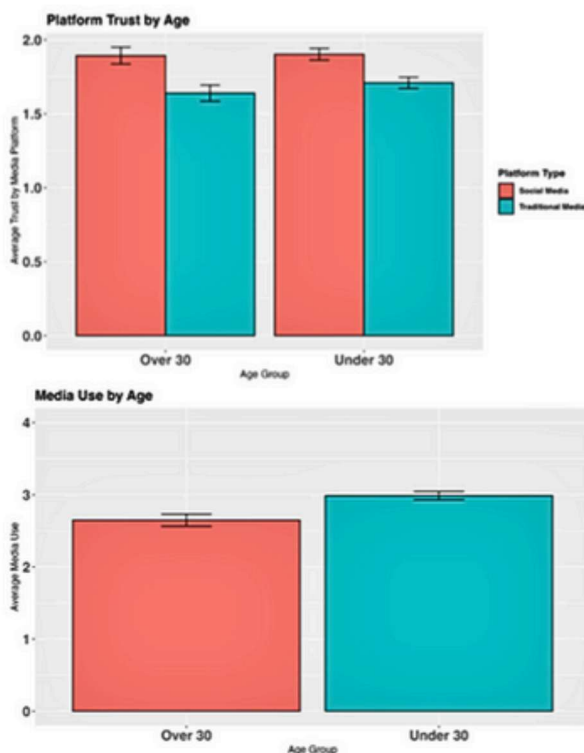 Platform Trust by Age
2.0
1.5
1.0
0.5
0.0
Average Trust by Media Platform
Over 30
Under 30
Age Group
Platform Type
Social Media
Traditional Media
Media Use by Age
4
3
2
1
0
Average Media Use
Over 30
Under 30
Age Group